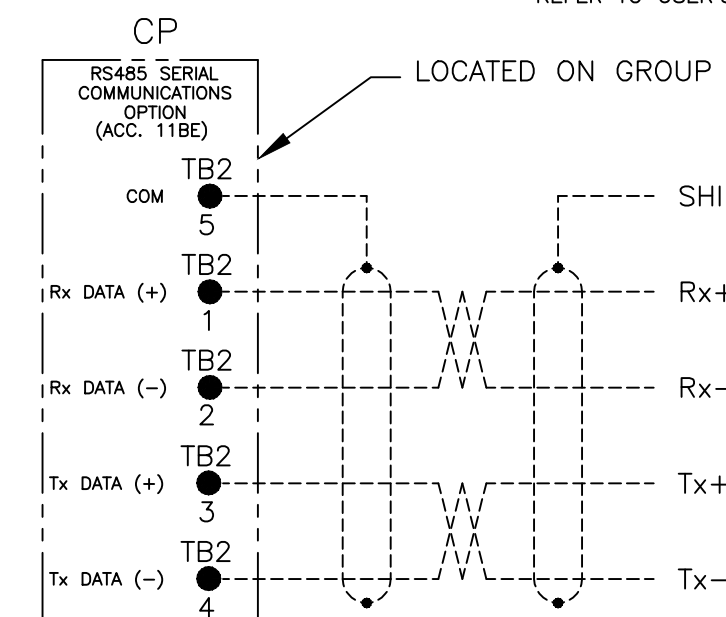 CP
RS485 SERIAL
COMMUNICATIONS
OPTION
(ACC. 11BE)
LOCATED ON GROUP
TB2
COM
5
SHI
TB2
Rx DATA (+)
1
Rx+
TB2
Rx DATA (-)
2
Rx-
TB2
Tx DATA (+)
3
Tx+
TB2
Tx DATA (-)
4
Tx-